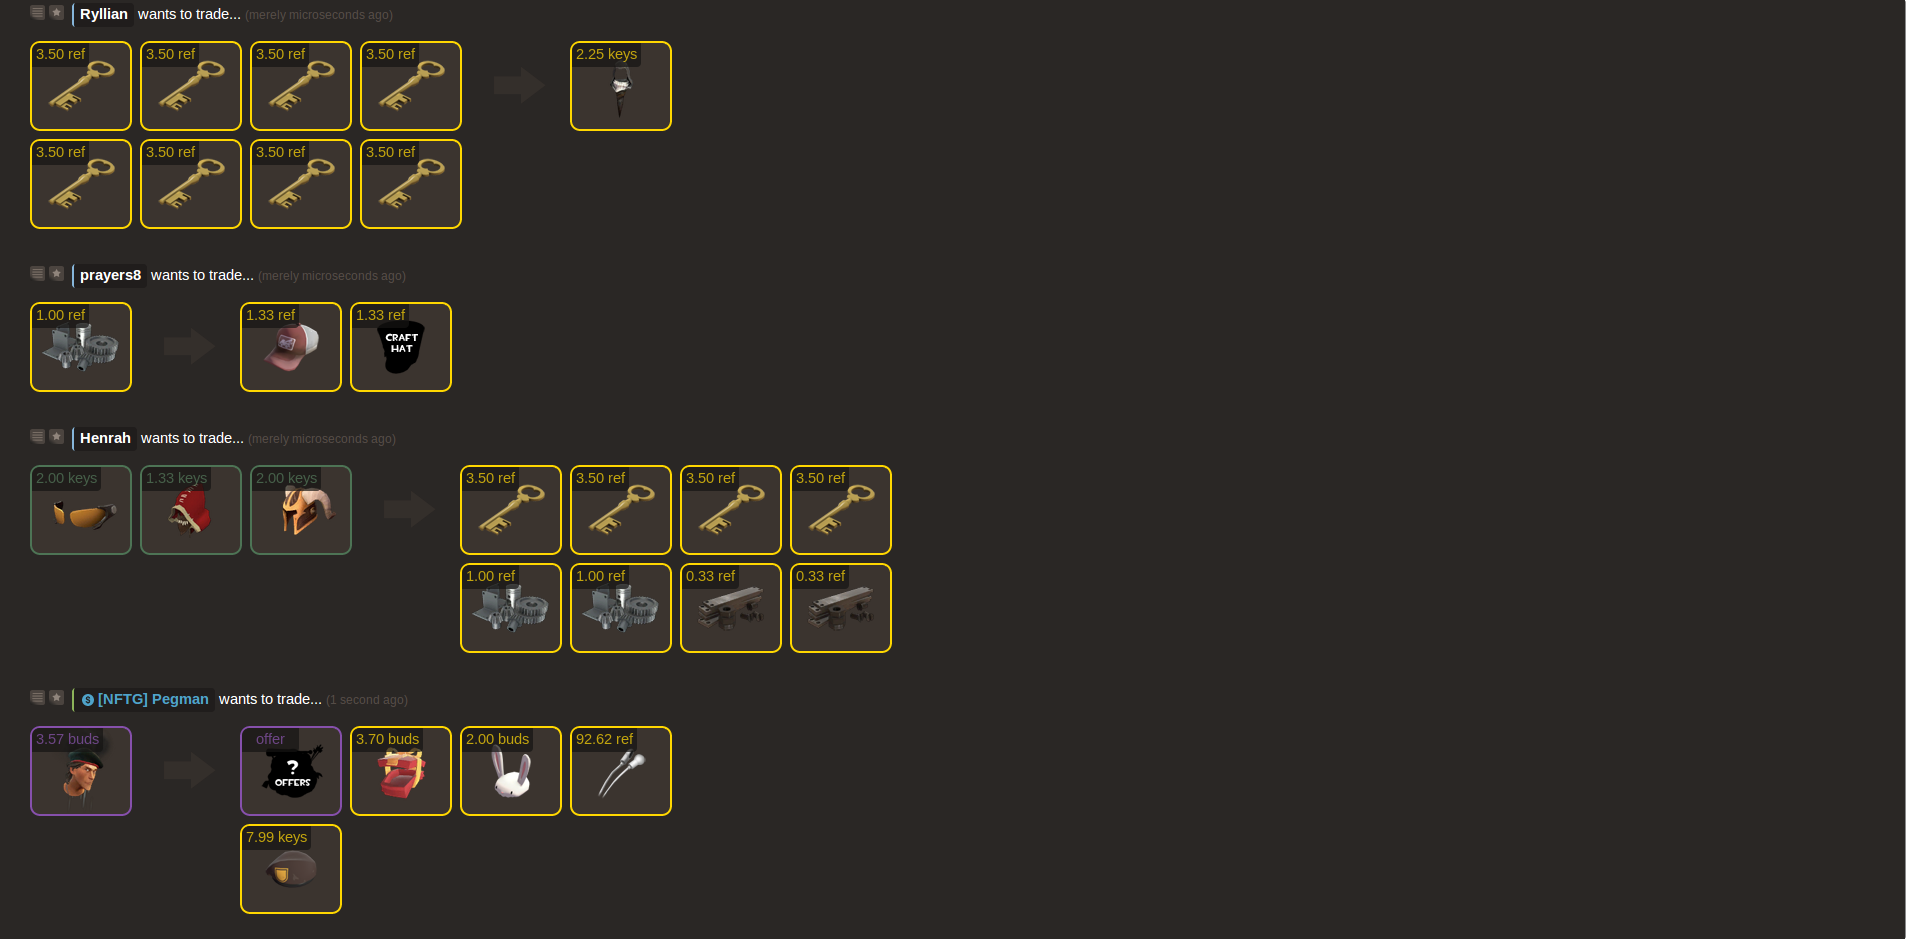 Ryllian wants to trade... (merely microseconds ago)
3.50 ref 3.50 ref 3.50 ref 3.50 ref 2.25 keys
3.50 ref 3.50 ref 3.50 ref 3.50 ref
prayers8 wants to trade... (merely microseconds ago)
1.00 ref 1.33 ref 1.33 ref
CRAFT
HAT
Henrah wants to trade... (merely microseconds ago)
2.00 keys 1.33 keys 2.00 keys 3.50 ref 3.50 ref 3.50 ref 3.50 ref
1.00 ref 1.00 ref 0.33 ref 0.33 ref
[NFTG] Pegman wants to trade... (1 second ago)
3.57 buds offer 3.70 buds 2.00 buds 92.62 ref
?
OFFERS
7.99 keys